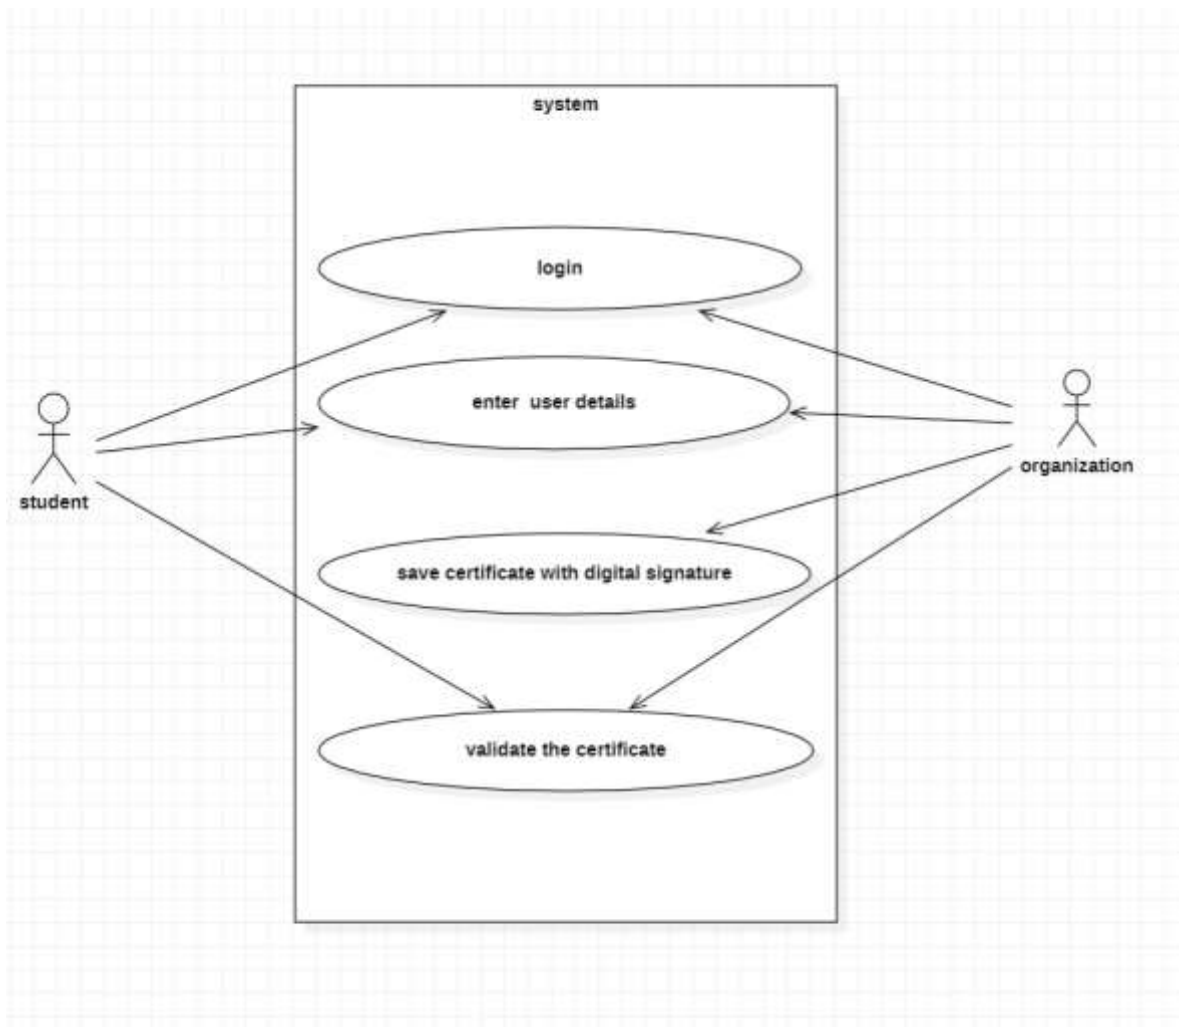 system
login
enter  user details
student
organization
save certificate with digital signature
validate the certificate